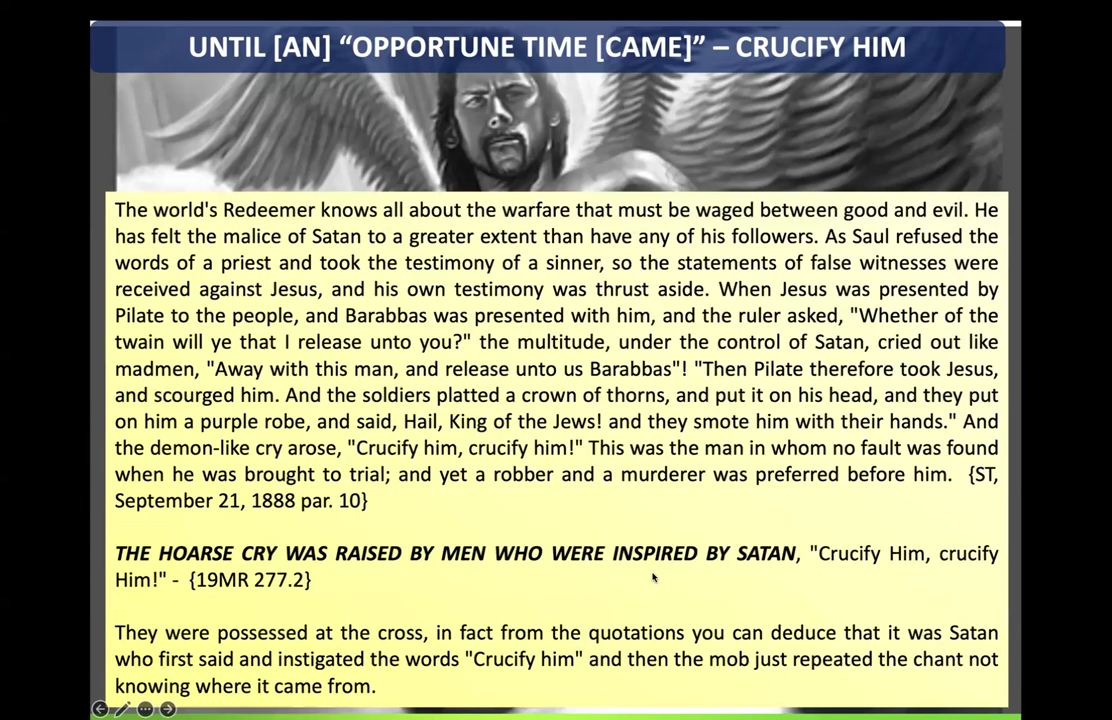 UNTIL [AN] “OPPORTUNE TIME [CAME]” – CRUCIFY HIM
The world's Redeemer knows all about the warfare that must be waged between good and evil. He
has felt the malice of Satan to a greater extent than have any of his followers. As Saul refused the
words of a priest and took the testimony of a sinner, so the statements of false witnesses were
received against Jesus, and his own testimony was thrust aside. When Jesus was presented by
Pilate to the people, and Barabbas was presented with him, and the ruler asked, "Whether of the
twain will ye that I release unto you?" the multitude, under the control of Satan, cried out like
madmen, "Away with this man, and release unto us Barabbas"! "Then Pilate therefore took Jesus,
and scourged him. And the soldiers platted a crown of thorns, and put it on his head, and they put
on him a purple robe, and said, Hail, King of the Jews! and they smote him with their hands." And
the demon-like cry arose, "Crucify him, crucify him!" This was the man in whom no fault was found
when he was brought to trial; and yet a robber and a murderer was preferred before him. {ST,
September 21, 1888 par. 10}
THE HOARSE CRY WAS RAISED BY MEN WHO WERE INSPIRED BY SATAN, "Crucify Him, crucify
Him!" - {19MR 277.2}
They were possessed at the cross, in fact from the quotations you can deduce that it was Satan
who first said and instigated the words "Crucify him" and then the mob just repeated the chant not
knowing where it came from.